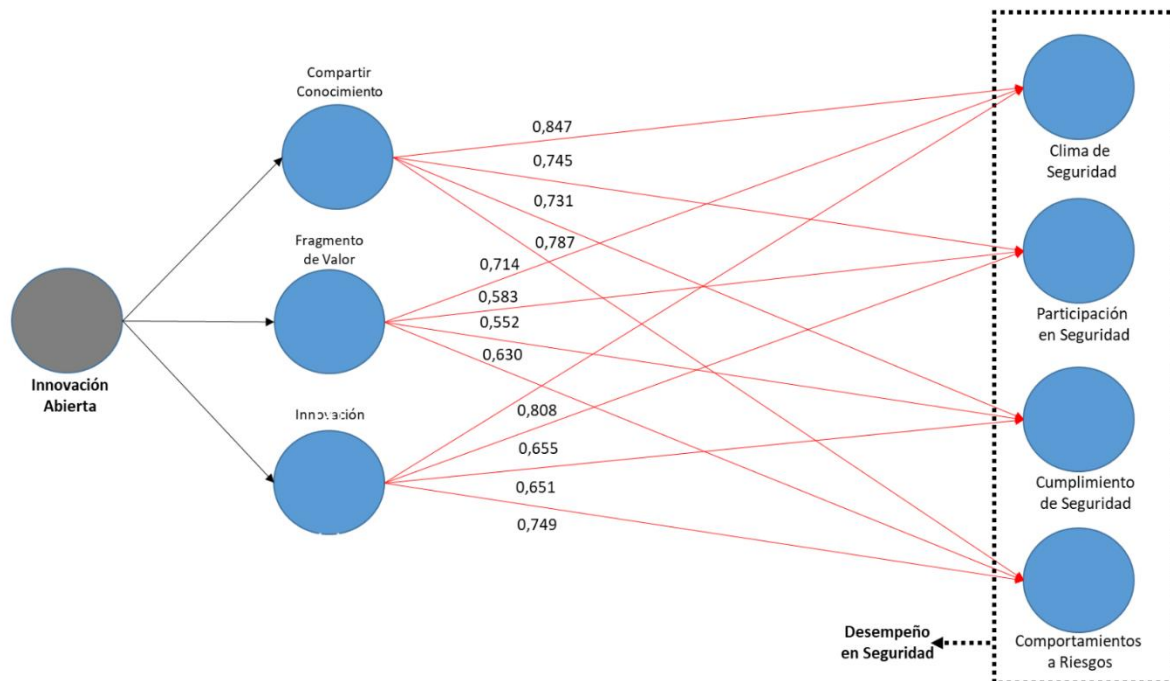 Compartir
Conocimiento
0,847
0,745
0,731
0,787
Fragmento
de Valor
0,714
0,583
0,552
0,630
Innovación
Abierta
Innovación
0,808
0,655
0,651
0,749
Clima de
Seguridad
Participación
en Seguridad
Cumplimiento
de Seguridad
Comportamientos
a Riesgos
Desempeño
en Seguridad